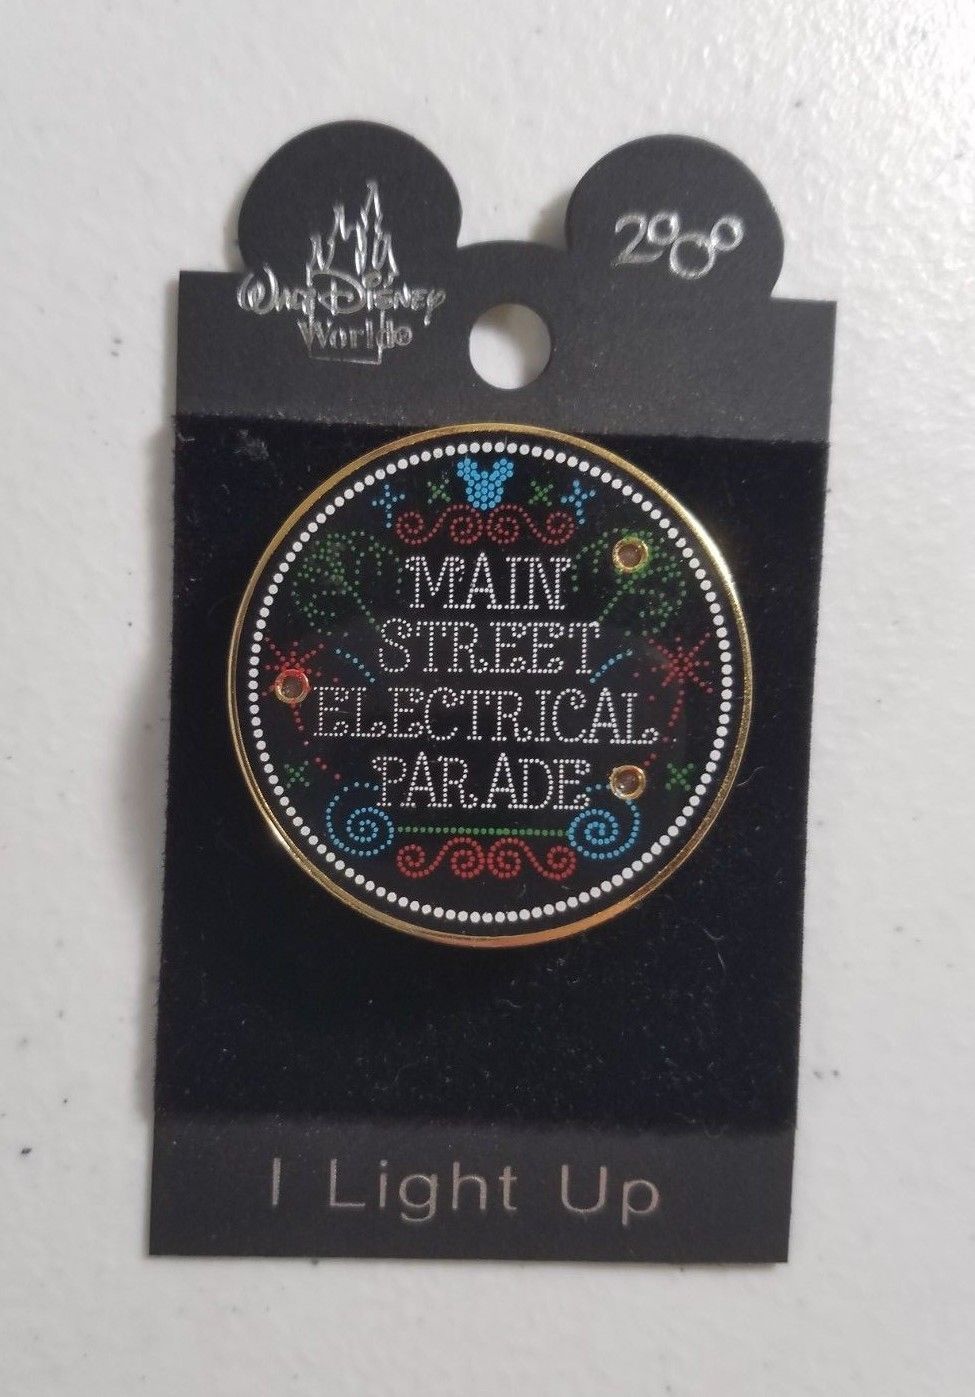 Walt Disney
World
2000
MAIN
STREET
ELECTRICAL
PARADE
I Light Up